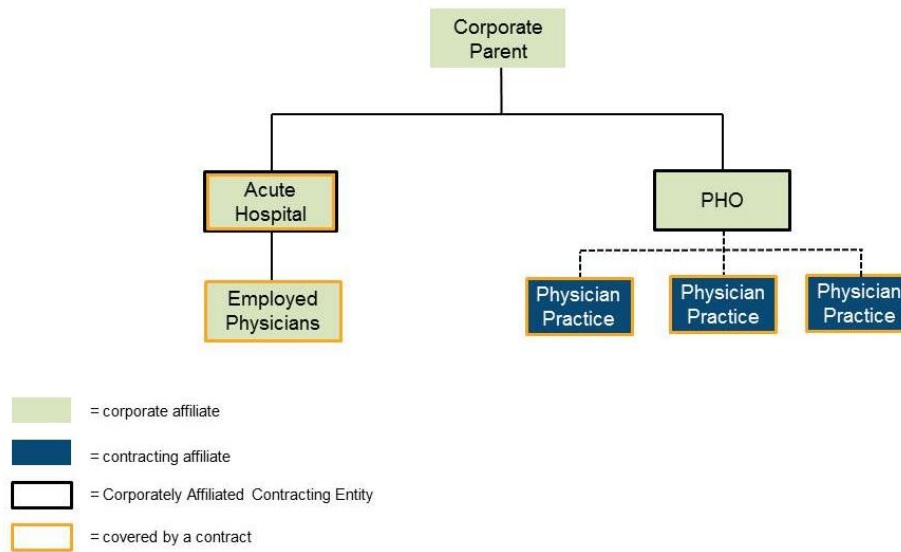 Corporate
Parent
Acute
Hospital
PHO
Employed
Physicians
Physician
Practice
Physician
Practice
Physician
Practice
= corporate affiliate
= contracting affiliate
= Corporately Affiliated Contracting Entity
= covered by a contract